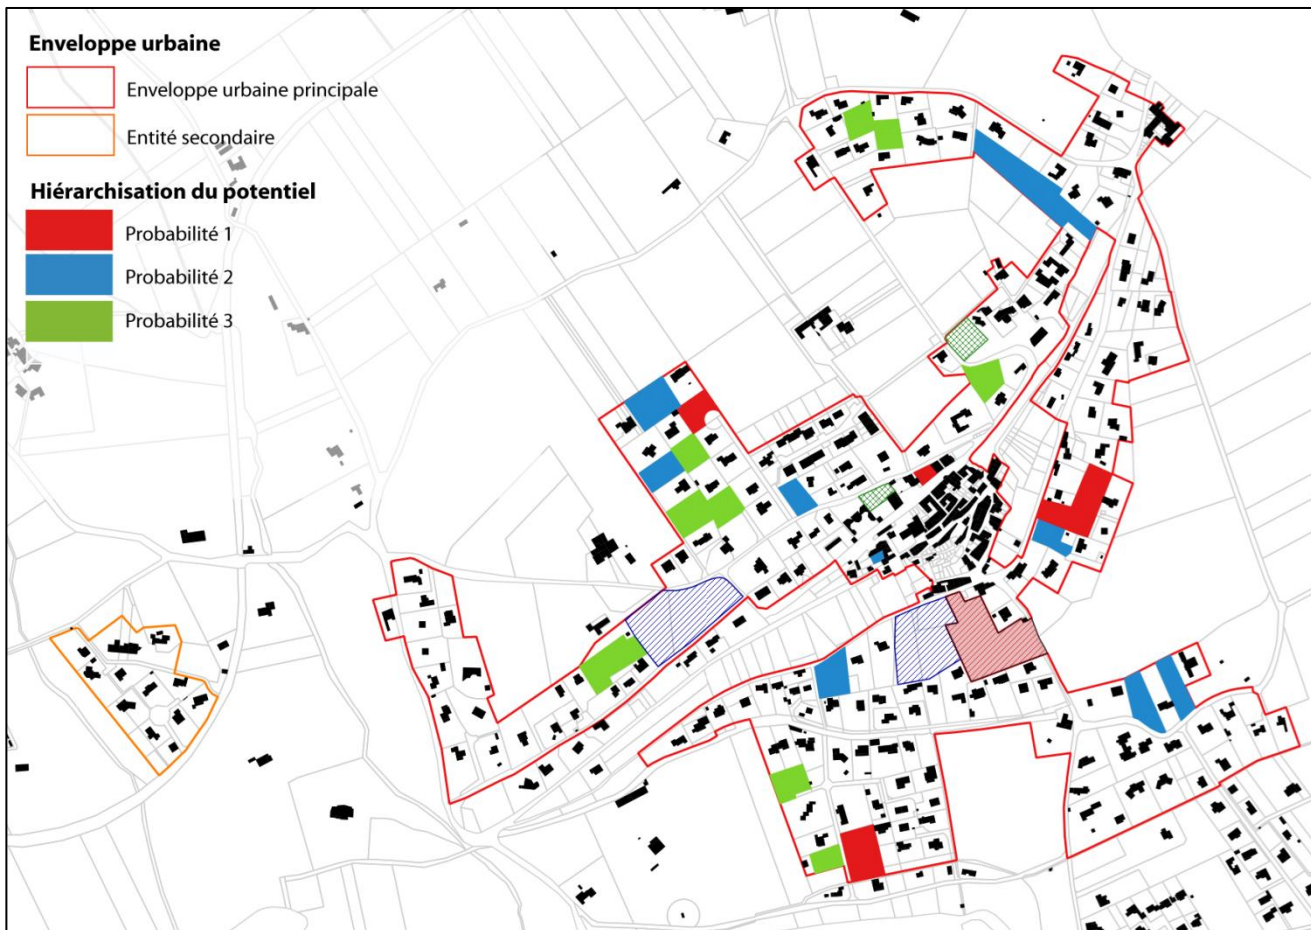 Enveloppe urbaine
Enveloppe urbaine principale
Entité secondaire
Hiérarchisation du potentiel
Probabilité 1
Probabilité 2
Probabilité 3